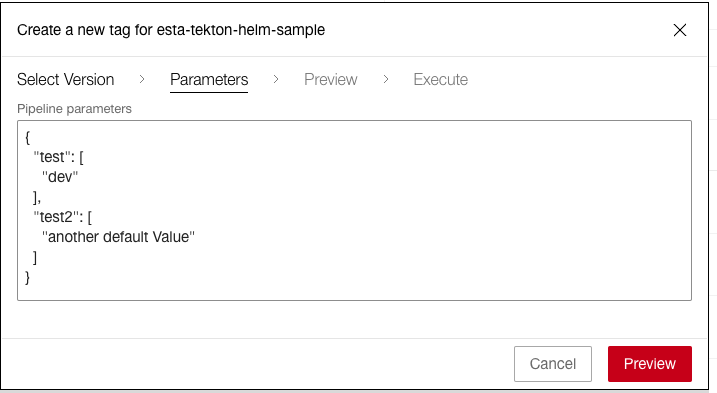 Create a new tag for esta-tekton-helm-sample
Select Version > Parameters > Preview > Execute
Pipeline parameters
{
  "test": [
    "dev"
  ],
  "test2": [
    "another default Value"
  ]
}
Cancel Preview